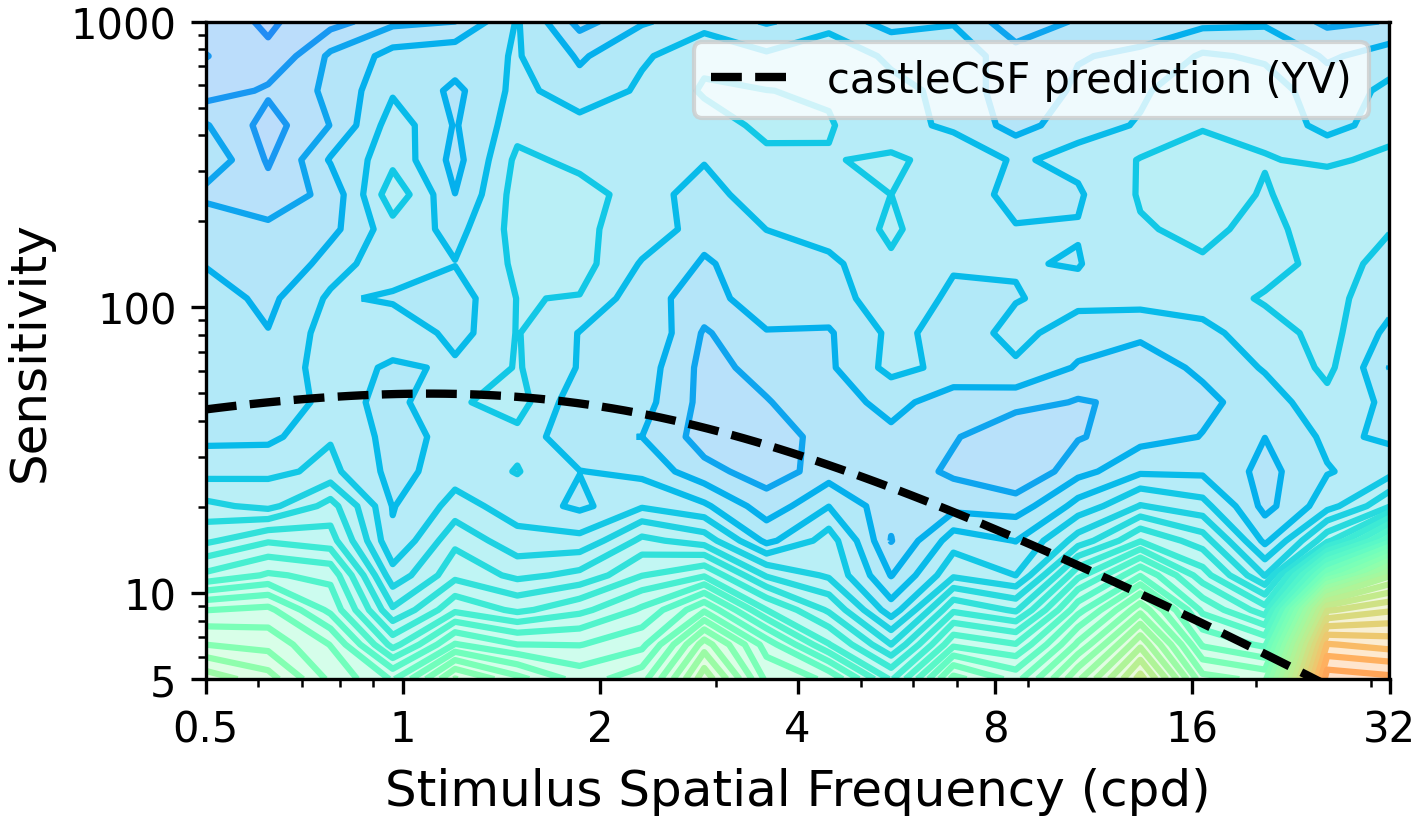 1000
100
10
5
Sensitivity
castleCSF prediction (YV)
0.5 1 2 4 8 16 32
Stimulus Spatial Frequency (cpd)